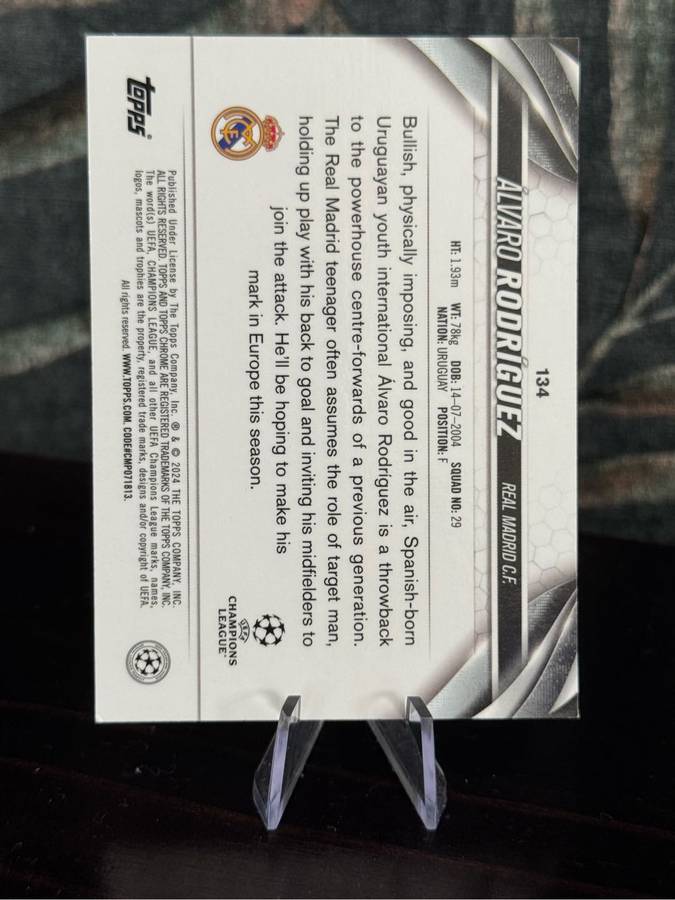 134
ÁLVARO RODRÍGUEZ REAL MADRID C.F.
HT: 1.93m WT: 78kg DOB: 14-07-2004 SQUAD NO: 29
NATION: URUGUAY POSITION: F
Bullish, physically imposing, and good in the air, Spanish-born
Uruguayan youth international Álvaro Rodríguez is a throwback
to the powerhouse centre-forwards of a previous generation.
The Real Madrid teenager often assumes the role of target man,
holding up play with his back to goal and inviting his midfielders to
join the attack. He'll be hoping to make his
mark in Europe this season.
UEFA
CHAMPIONS
LEAGUE™
topps®
Published Under License by The Topps Company, Inc. ® & © 2024 THE TOPPS COMPANY, INC.
ALL RIGHTS RESERVED. TOPPS AND TOPPS CHROME ARE REGISTERED TRADEMARKS OF THE TOPPS COMPANY, INC.
The word(s) UEFA, CHAMPIONS LEAGUE, and all other UEFA Champions League marks, names,
logos, mascots and trophies are the property, registered trade marks, designs and/or copyright of UEFA.
All rights reserved. WWW.TOPPS.COM. CODE#CMP071813.